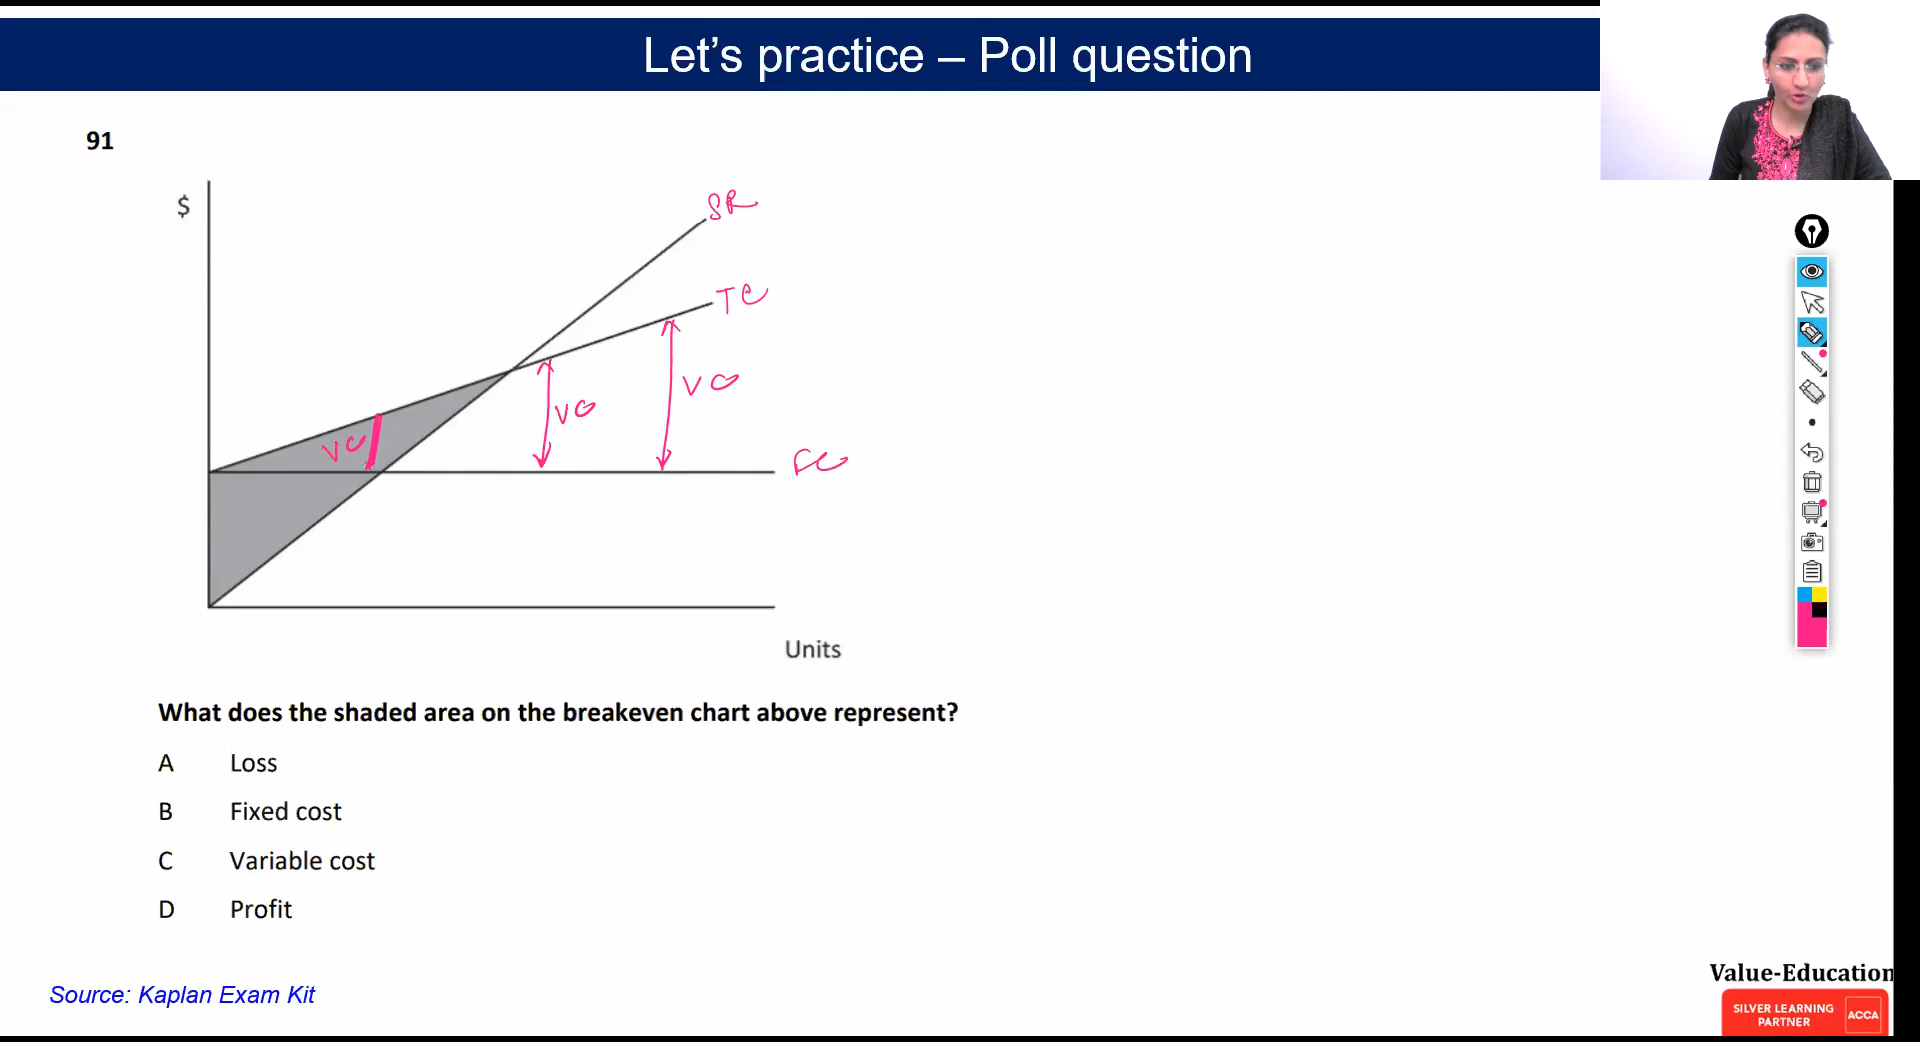 Let's practice – Poll question
91
$
SR
TC
VC
VC
VC
FC
Units
What does the shaded area on the breakeven chart above represent?
A Loss
B Fixed cost
C Variable cost
D Profit
Source: Kaplan Exam Kit
Value-Education
SILVER LEARNING
PARTNER
ACCA